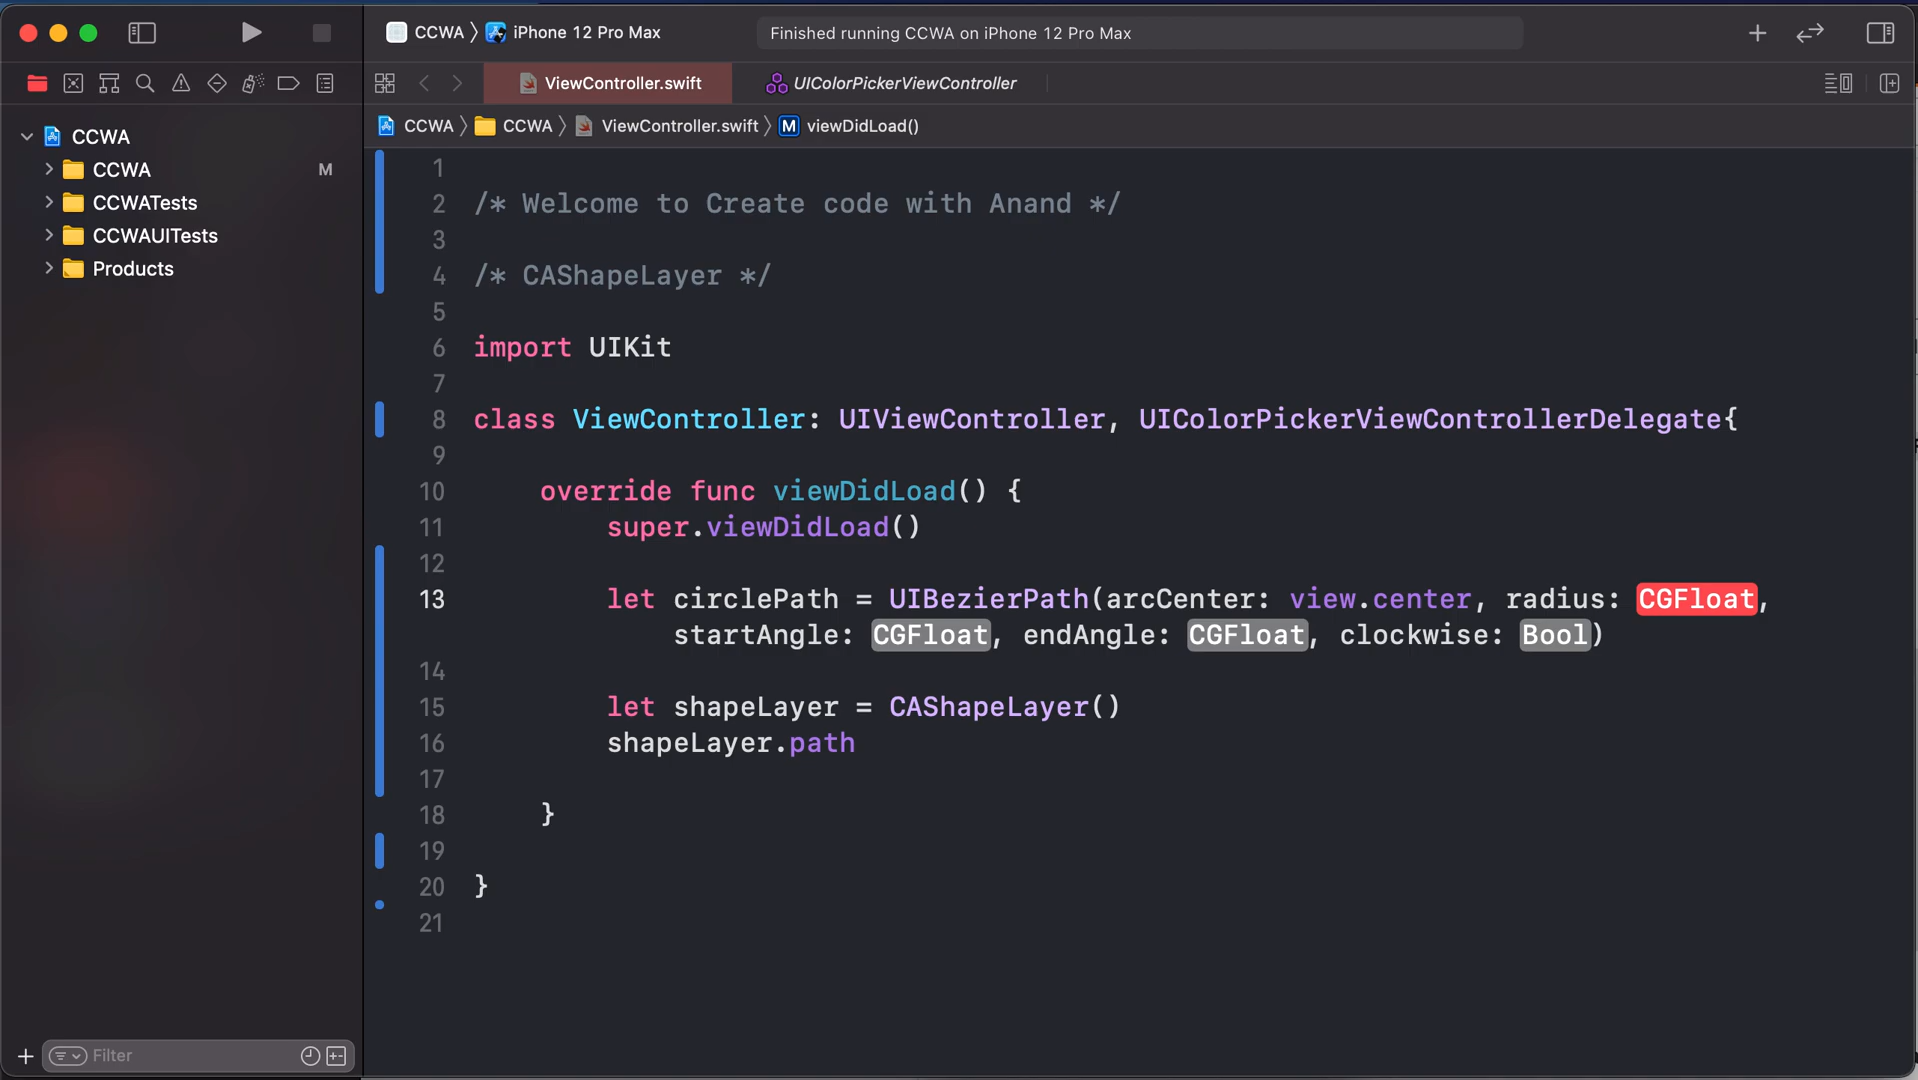 CCWA 〉 iPhone 12 Pro Max
Finished running CCWA on iPhone 12 Pro Max
ViewController.swift
UIColorPickerViewController
CCWA 〉 CCWA 〉 ViewController.swift 〉 M viewDidLoad()
CCWA
CCWA M
CCWATests
CCWAUITests
Products
Filter
1
2 /* Welcome to Create code with Anand */
3
4 /* CAShapeLayer */
5
6 import UIKit
7
8 class ViewController: UIViewController, UIColorPickerViewControllerDelegate{
9
10 override func viewDidLoad() {
11 super.viewDidLoad()
12
13 let circlePath = UIBezierPath(arcCenter: view.center, radius: CGFloat,
startAngle: CGFloat, endAngle: CGFloat, clockwise: Bool)
14
15 let shapeLayer = CAShapeLayer()
16 shapeLayer.path
17
18 }
19
20 }
21